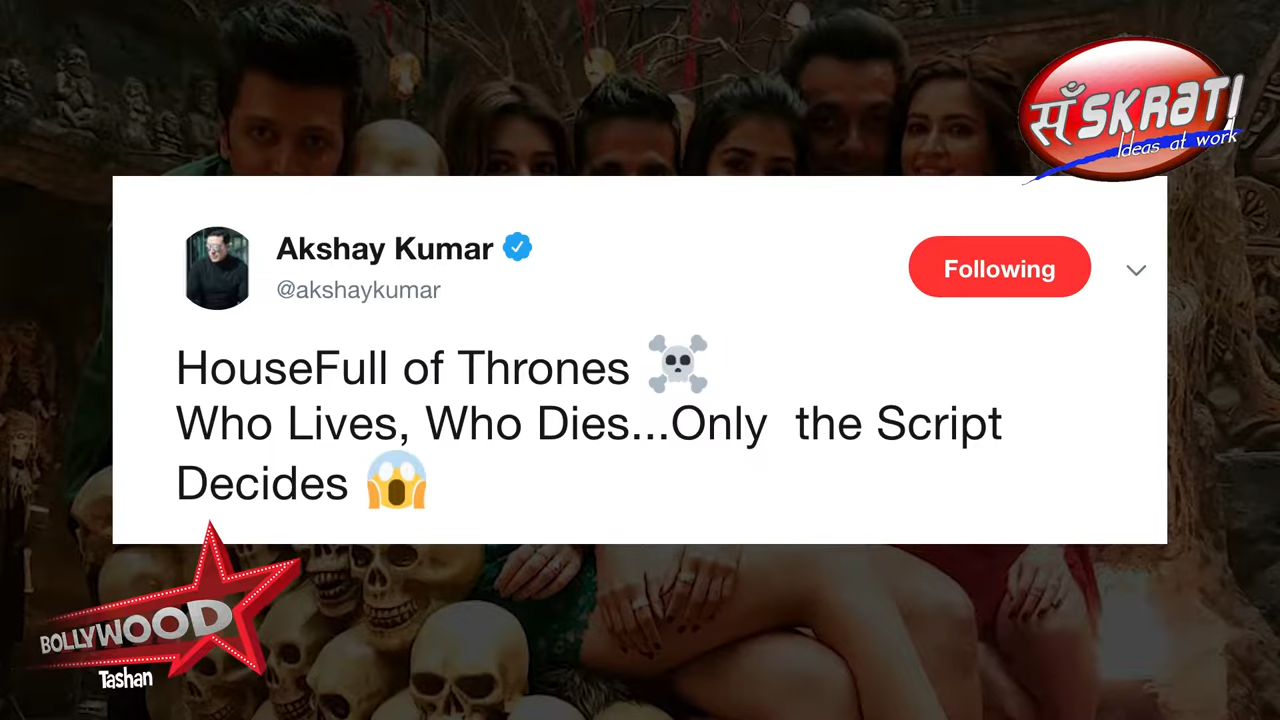 सँSKRATI
Ideas at work
Akshay Kumar
@akshaykumar
Following
HouseFull of Thrones ☠️
Who Lives, Who Dies...Only the Script
Decides 😱
BOLLYWOOD
Tashan